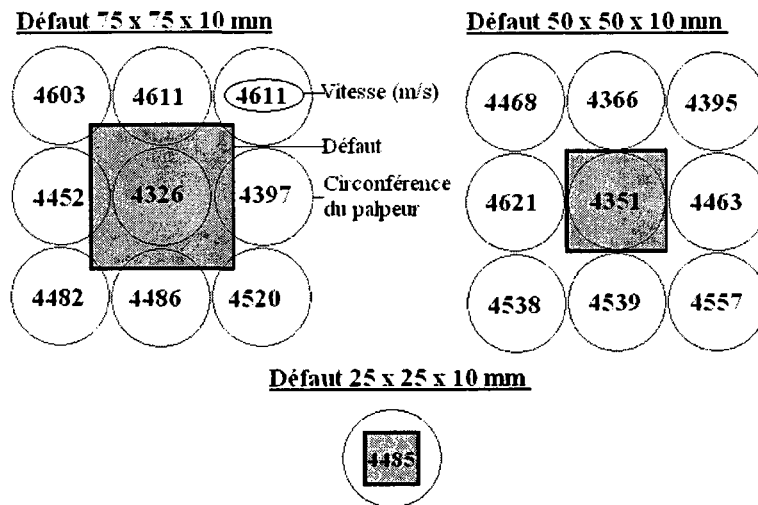 Défaut 75 x 75 x 10 mm
Défaut 50 x 50 x 10 mm
4603 4611 4611 Vitesse (m/s)
4468 4366 4395
Défaut
4452 4326 4397 Circonférence
du palpeur
4621 4351 4463
4482 4486 4520
4538 4539 4557
Défaut 25 x 25 x 10 mm
4485